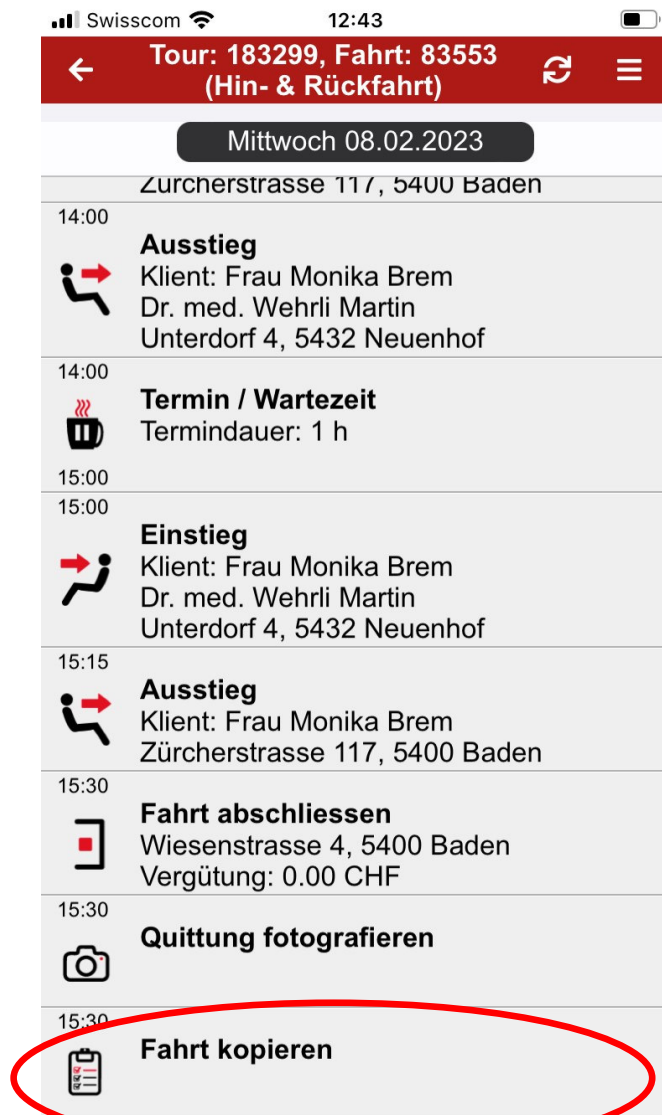 Swisscom 12:43
Tour: 183299, Fahrt: 83553
(Hin- & Rückfahrt)
Mittwoch 08.02.2023
Zürcherstrasse 117, 5400 Baden
14:00
Ausstieg
Klient: Frau Monika Brem
Dr. med. Wehrli Martin
Unterdorf 4, 5432 Neuenhof
14:00
Termin / Wartezeit
Termindauer: 1 h
15:00
15:00
Einstieg
Klient: Frau Monika Brem
Dr. med. Wehrli Martin
Unterdorf 4, 5432 Neuenhof
15:15
Ausstieg
Klient: Frau Monika Brem
Zürcherstrasse 117, 5400 Baden
15:30
Fahrt abschliessen
Wiesenstrasse 4, 5400 Baden
Vergütung: 0.00 CHF
15:30
Quittung fotografieren
15:30
Fahrt kopieren